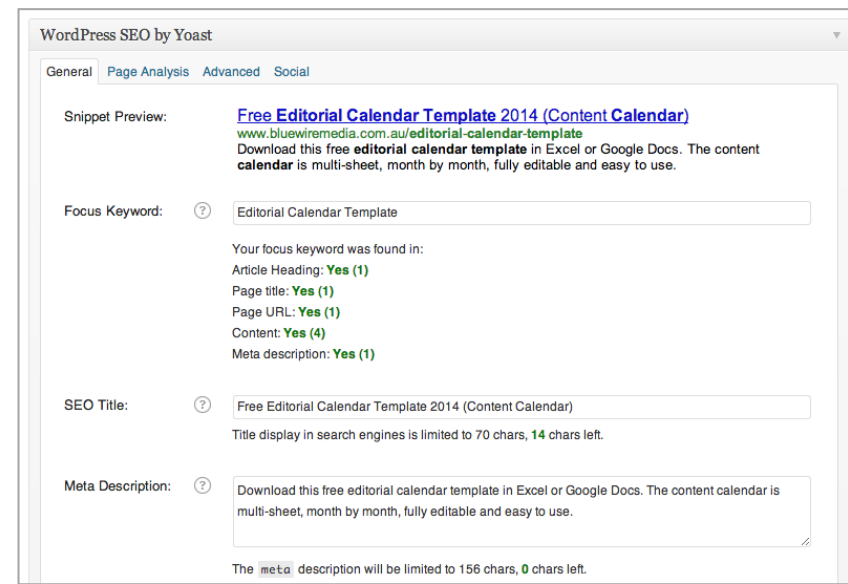 WordPress SEO by Yoast
General Page Analysis Advanced Social
Snippet Preview:
Free Editorial Calendar Template 2014 (Content Calendar)
www.bluewiremedia.com.au/editorial-calendar-template
Download this free editorial calendar template in Excel or Google Docs. The content
calendar is multi-sheet, month by month, fully editable and easy to use.
Focus Keyword: ? Editorial Calendar Template
Your focus keyword was found in:
Article Heading: Yes (1)
Page title: Yes (1)
Page URL: Yes (1)
Content: Yes (4)
Meta description: Yes (1)
SEO Title: ? Free Editorial Calendar Template 2014 (Content Calendar)
Title display in search engines is limited to 70 chars, 14 chars left.
Meta Description: ? Download this free editorial calendar template in Excel or Google Docs. The content calendar is
multi-sheet, month by month, fully editable and easy to use.
The meta description will be limited to 156 chars, 0 chars left.